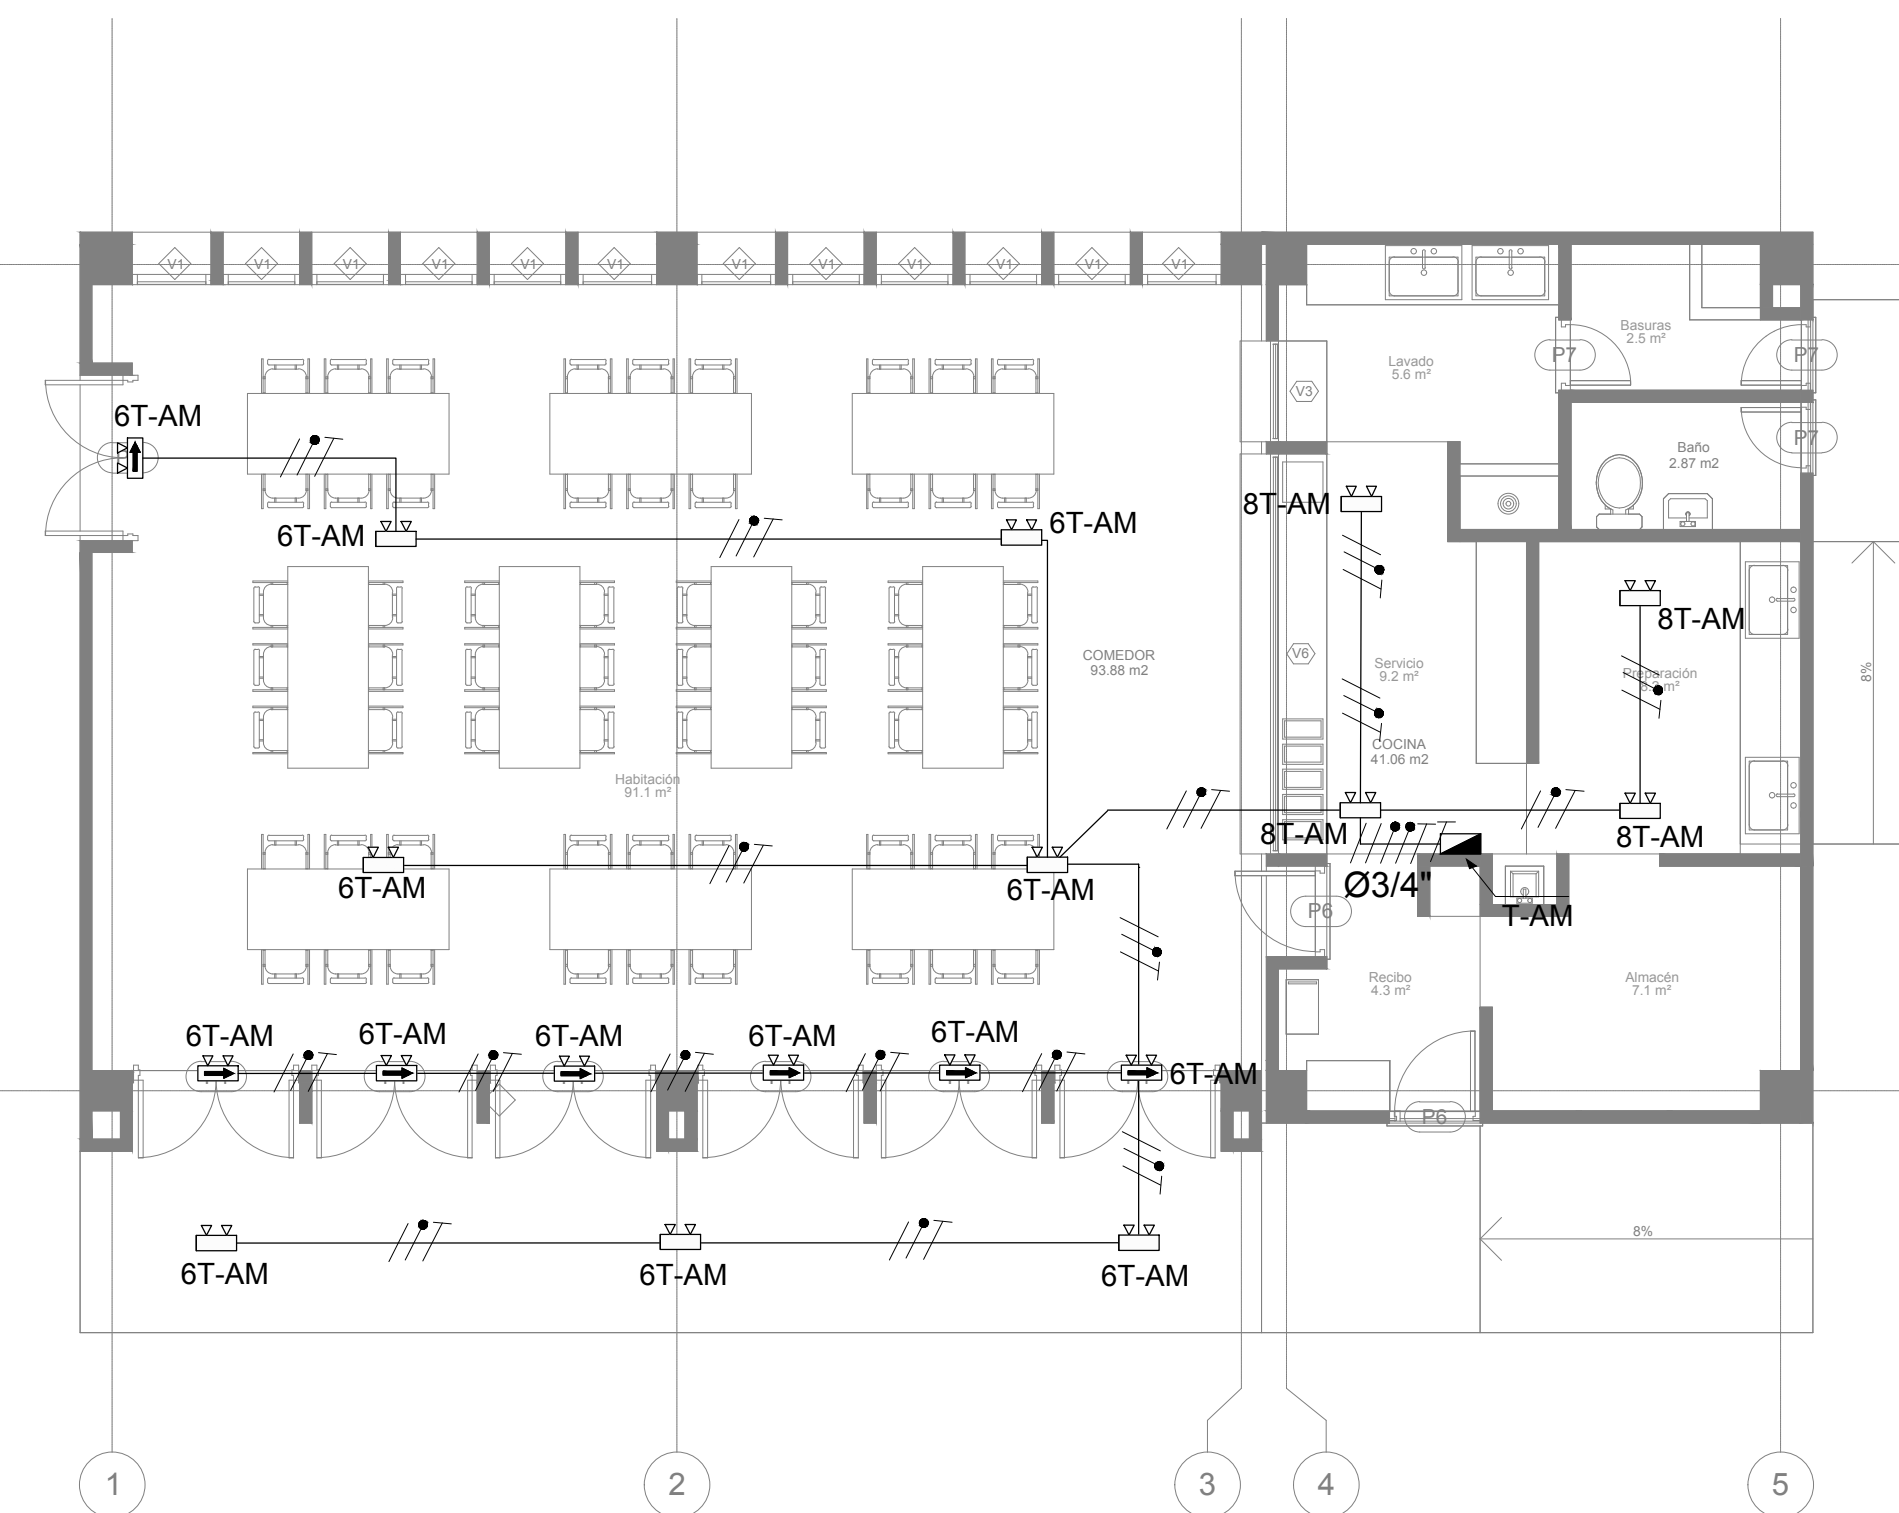 V1 V1 V1 V1 V1 V1 V1 V1 V1 V1 V1 V1
Basuras
2.5 m²
Lavado
5.6 m²
P7
P7
V3
6T-AM
P7
Baño
2.87 m2
8T-AM
6T-AM
6T-AM
8T-AM
COMEDOR
93.88 m2
V6
Servicio
9.2 m²
Preparación
8%
COCINA
41.06 m2
Habitación
91.1 m²
8T-AM
8T-AM
6T-AM
6T-AM
Ø3/4"
P6
T-AM
Recibo
4.3 m²
Almacén
7.1 m²
6T-AM
6T-AM
6T-AM
6T-AM
6T-AM
6T-AM
P6
8%
6T-AM
6T-AM
6T-AM
1
2
3
4
5